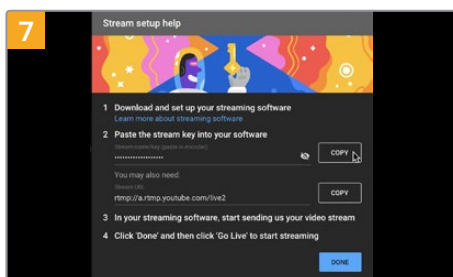 7
Stream setup help
1 Download and set up your streaming software
Learn more about streaming software
2 Paste the stream key into your software
Stream name/key (paste in encoder)
••••••••••••••••••
COPY
You may also need:
Stream URL
rtmp://a.rtmp.youtube.com/live2
COPY
3 In your streaming software, start sending us your video stream
4 Click 'Done' and then click 'Go Live' to start streaming
DONE